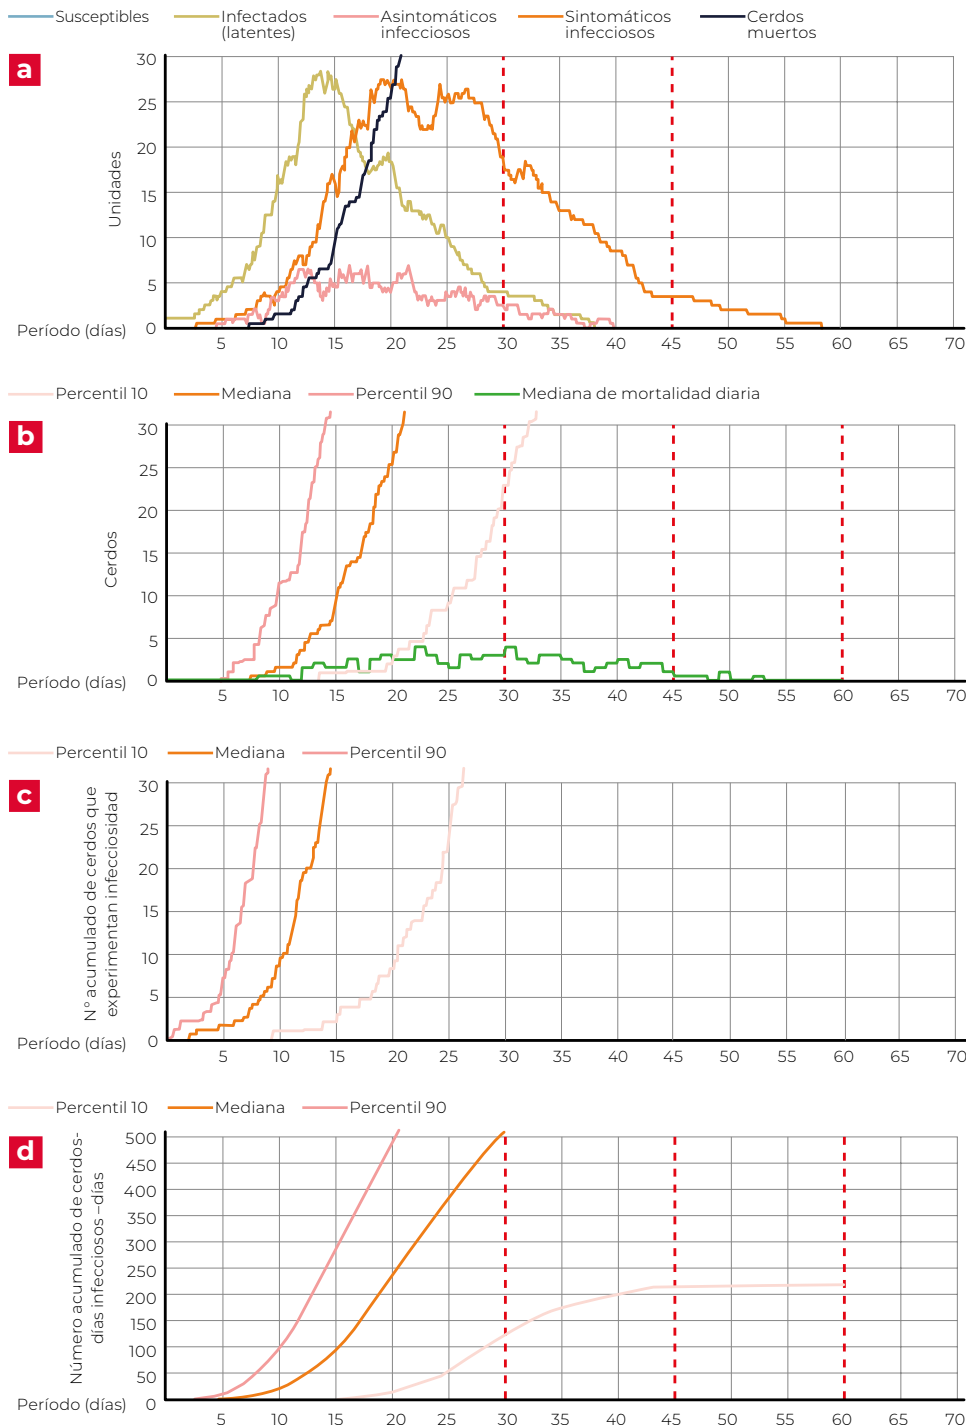 Susceptibles Infectados (latentes) Asintomáticos infecciosos Sintomáticos infecciosos Cerdos muertos
a
Unidades
30
25
20
15
10
5
0
Período (días)
5 10 15 20 25 30 35 40 45 50 55 60 65 70
Percentil 10 Mediana Percentil 90 Mediana de mortalidad diaria
b
Cerdos
30
25
20
15
10
5
0
Período (días)
5 10 15 20 25 30 35 40 45 50 55 60 65 70
Percentil 10 Mediana Percentil 90
c
Nº acumulado de cerdos que
experimentan infecciosidad
30
25
20
15
10
5
0
Período (días)
5 10 15 20 25 30 35 40 45 50 55 60 65 70
Percentil 10 Mediana Percentil 90
d
Número acumulado de cerdos-
días infecciosos –días
500
450
400
350
300
250
200
150
100
50
0
Período (días)
5 10 15 20 25 30 35 40 45 50 55 60 65 70